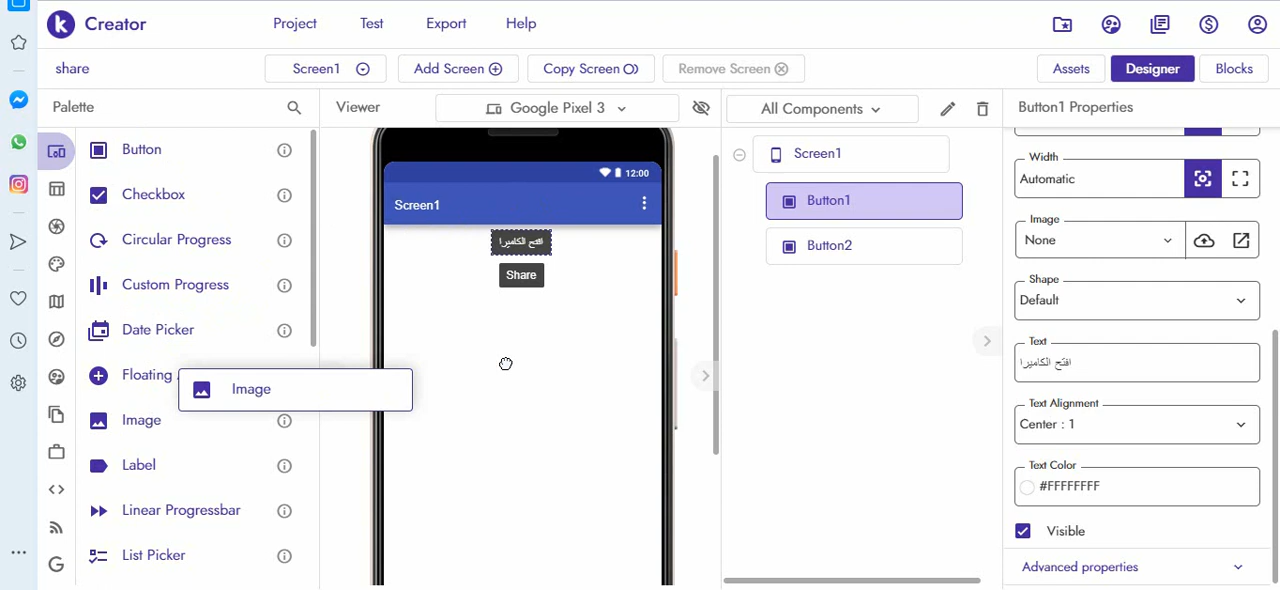 Creator
Project
Test
Export
Help
share
Screen1
Add Screen
Copy Screen
Remove Screen
Assets
Designer
Blocks
Palette
Viewer
Google Pixel 3
All Components
Button1 Properties
Button
Checkbox
Circular Progress
Custom Progress
Date Picker
Floating
Image
Image
Label
Linear Progressbar
List Picker
12:00
Screen1
افتح الكاميرا
Share
Screen1
Button1
Button2
Width
Automatic
Image
None
Shape
Default
Text
افتح الكاميرا
Text Alignment
Center : 1
Text Color
#FFFFFFFF
Visible
Advanced properties